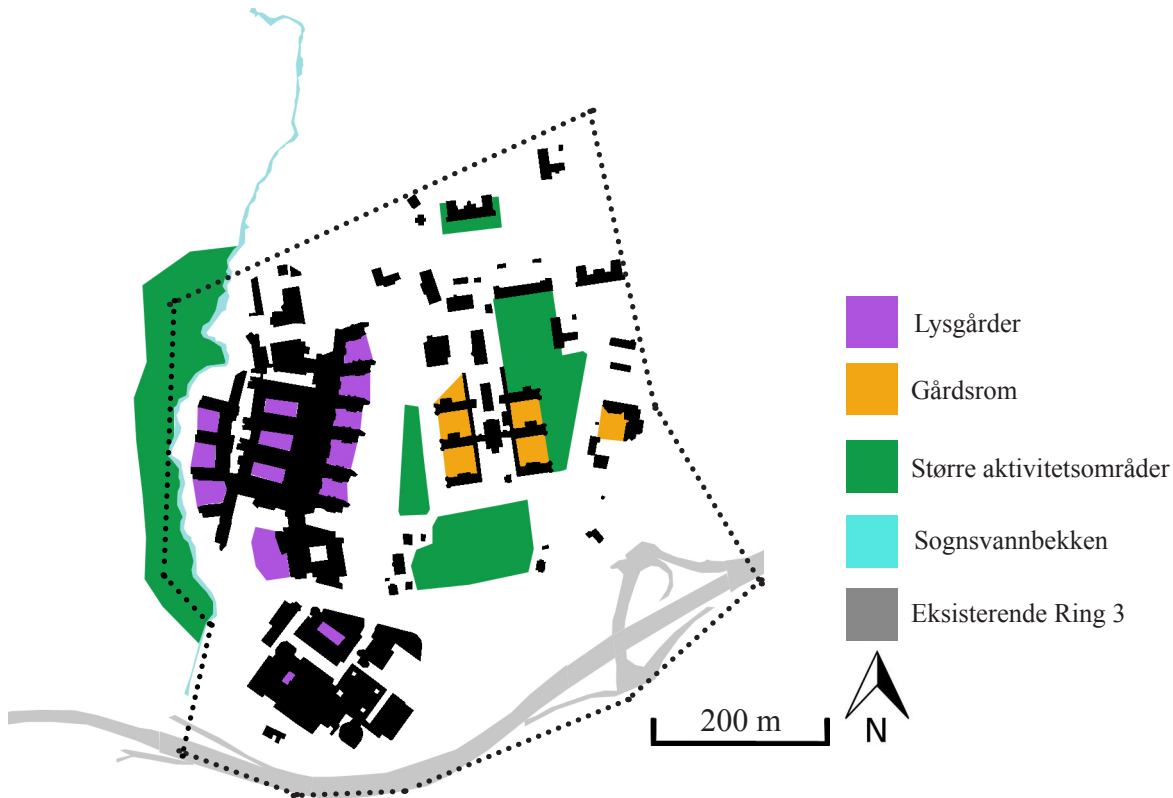 Lysgårder
Gårdsrom
Større aktivitetsområder
Sognsvannbekken
Eksisterende Ring 3
200 m
N